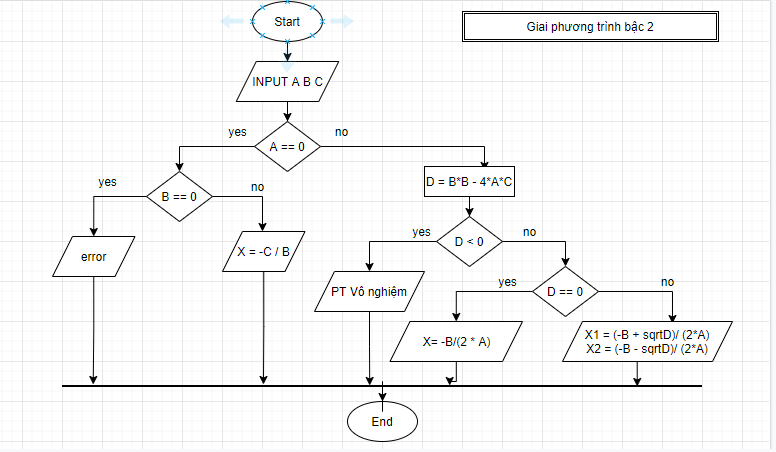 Start
Giai phương trình bậc 2
INPUT A B C
yes
no
A == 0
yes
no
B == 0
D = B*B - 4*A*C
error
X = -C / B
yes
no
D < 0
PT Vô nghiệm
yes
no
D == 0
X= -B/(2 * A)
X1 = (-B + sqrtD)/ (2*A)
X2 = (-B - sqrtD)/ (2*A)
End